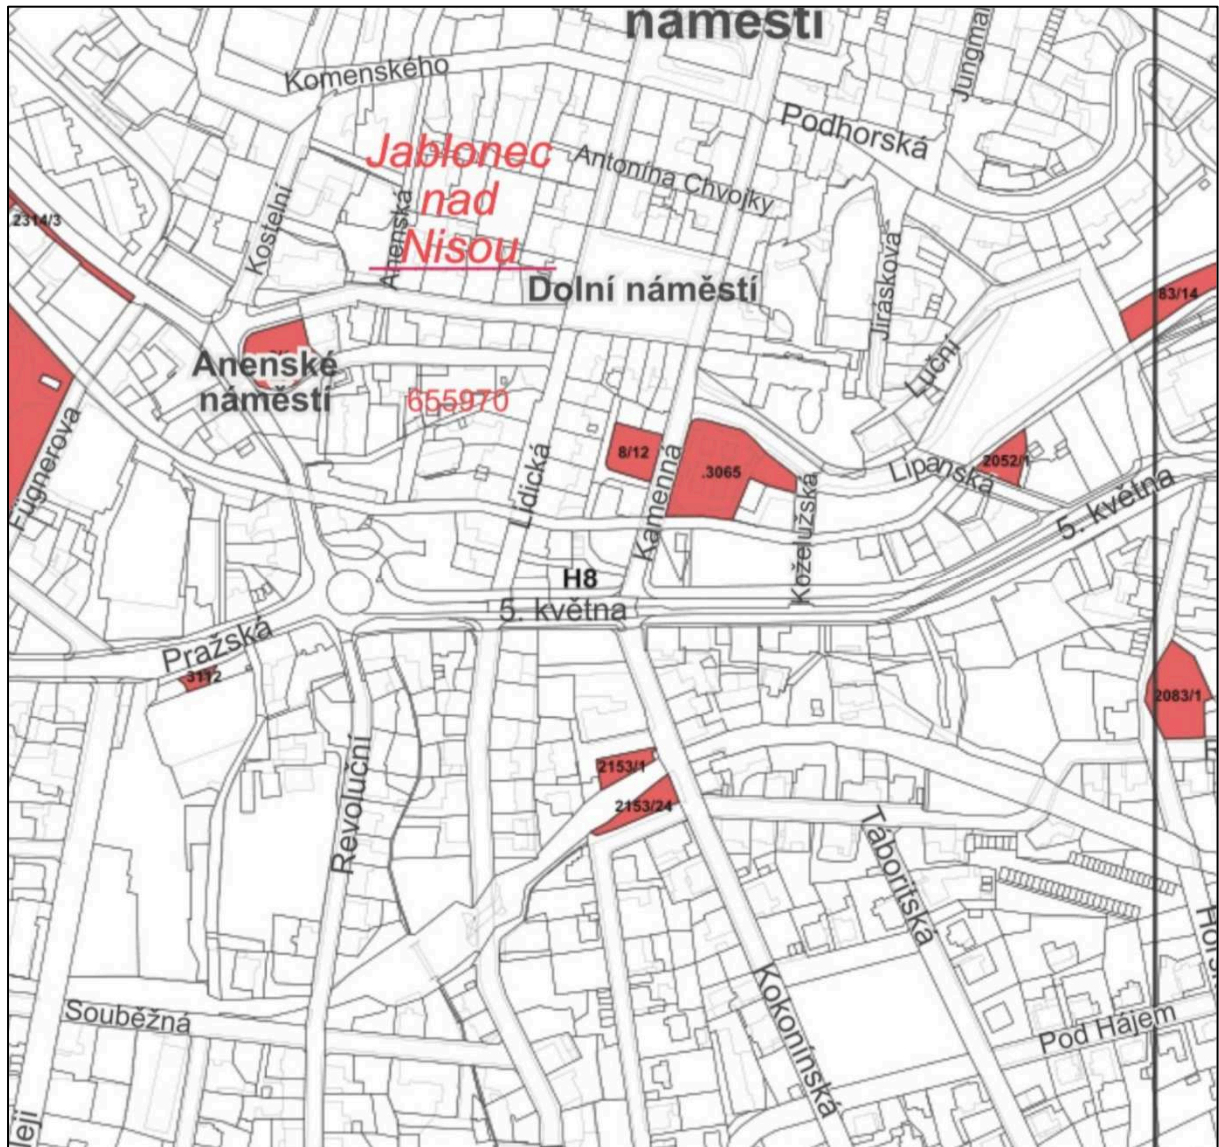 náměstí
Komenského
Podhorská
Antonína Chvojky
Jablonec
nad
Nisou
Anenská
Kostelní
2314/3
Dolní náměstí
Jiráskova
83/14
Luční
Anenské
náměstí
655970
Fügnerova
Lidická
8/12
Kamenná
.3065
Koželužská
Lipanská
2052/1
5. května
H8
5. května
Pražská
3112
2083/1
Revoluční
2153/1
2153/24
Táboritská
Kokonínská
Souběžná
Pod Hájem